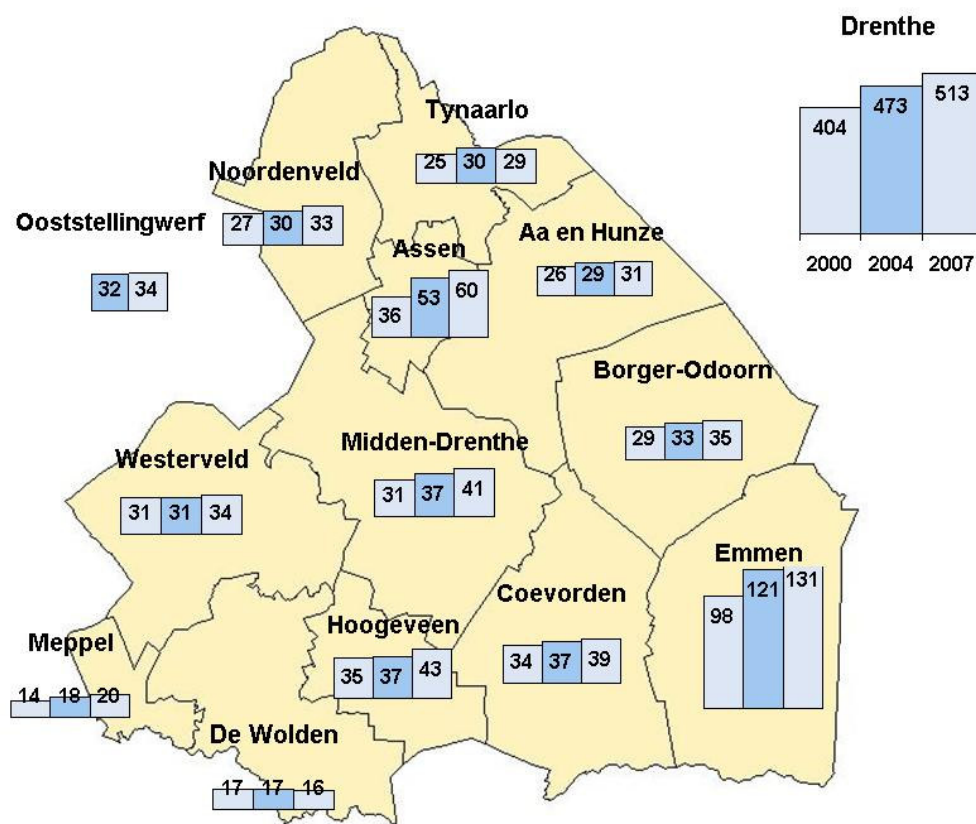 Drenthe
404 473 513
2000 2004 2007
Tynaarlo
25 30 29
Noordenveld
27 30 33
Ooststellingwerf
32 34
Assen
36 53 60
Aa en Hunze
26 29 31
Borger-Odoorn
29 33 35
Midden-Drenthe
31 37 41
Westerveld
31 31 34
Emmen
98 121 131
Coevorden
34 37 39
Hoogeveen
35 37 43
Meppel
14 18 20
De Wolden
17 17 16